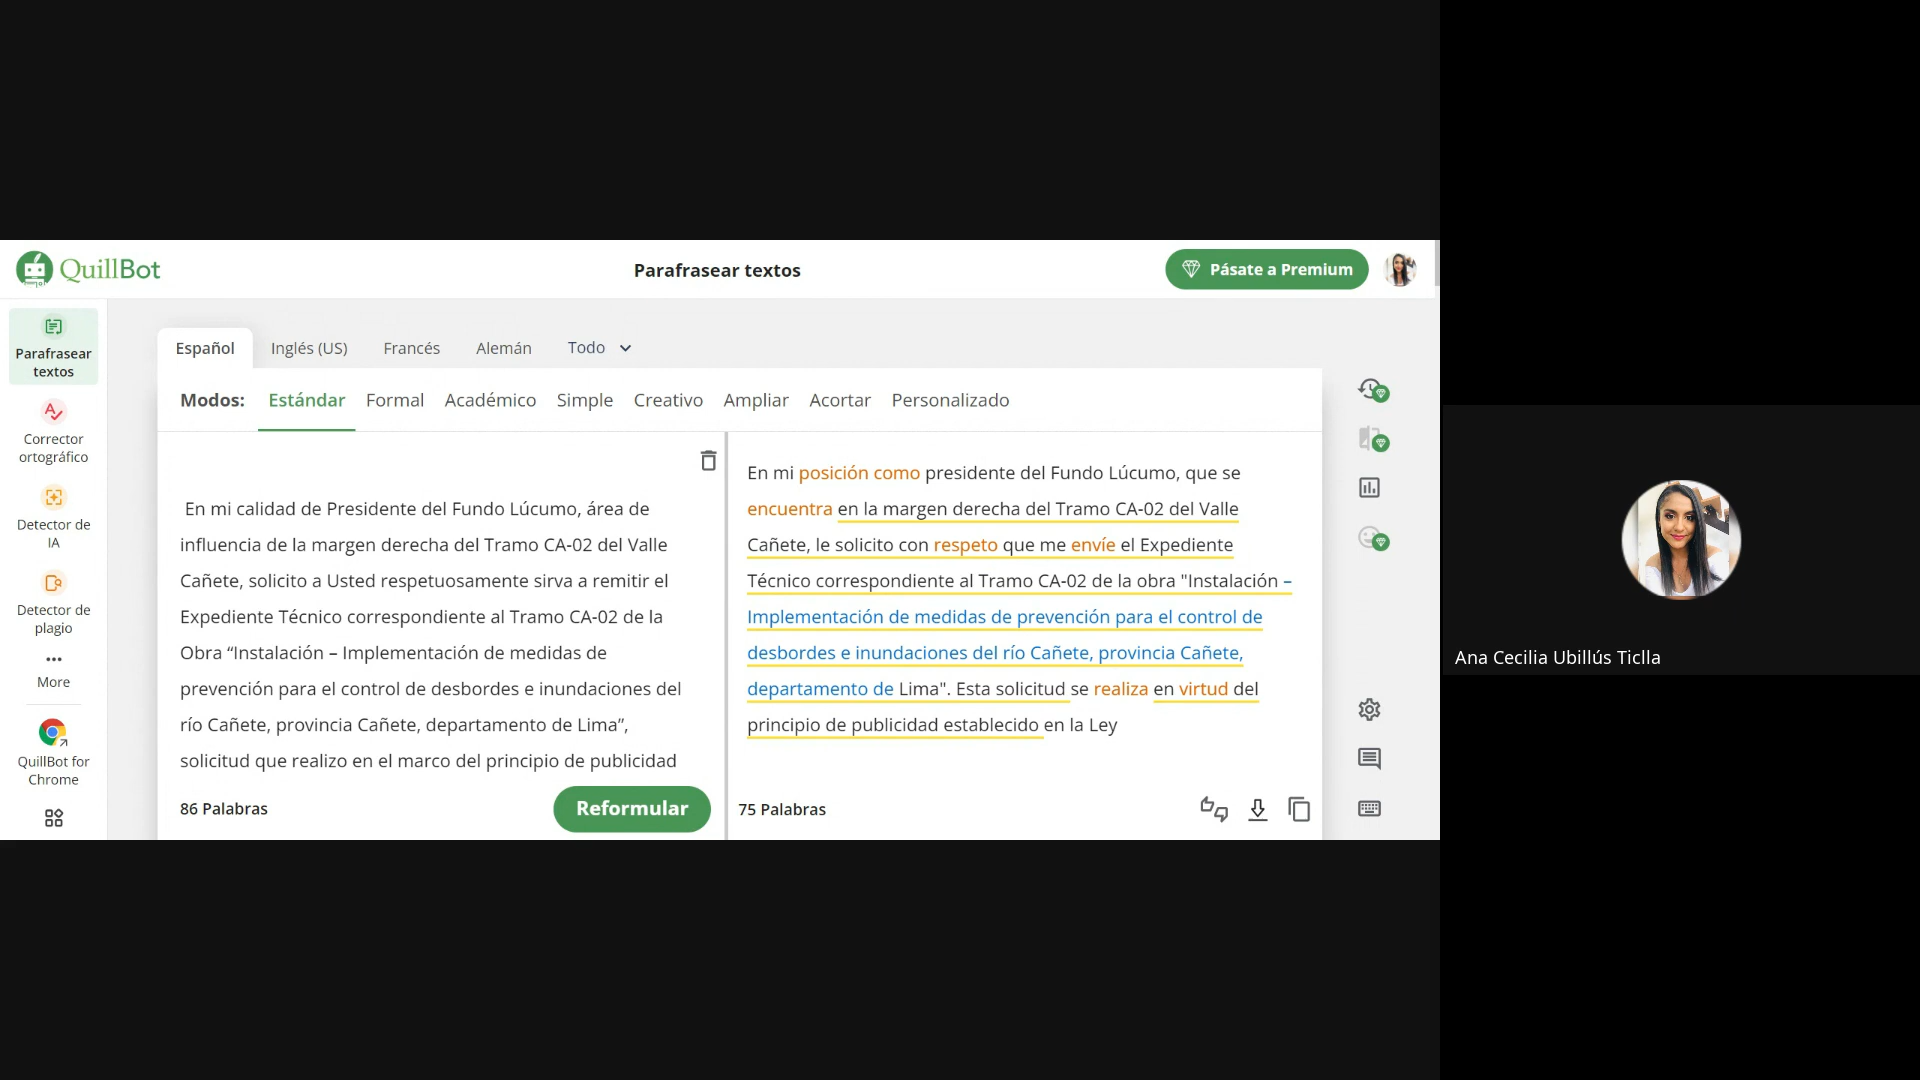 QuillBot
Parafrasear textos
Pásate a Premium
Parafrasear
textos
Corrector
ortográfico
Detector de
IA
Detector de
plagio
More
QuillBot for
Chrome
Español Inglés (US) Francés Alemán Todo
Modos: Estándar Formal Académico Simple Creativo Ampliar Acortar Personalizado
En mi calidad de Presidente del Fundo Lúcumo, área de
influencia de la margen derecha del Tramo CA-02 del Valle
Cañete, solicito a Usted respetuosamente sirva a remitir el
Expediente Técnico correspondiente al Tramo CA-02 de la
Obra “Instalación – Implementación de medidas de
prevención para el control de desbordes e inundaciones del
río Cañete, provincia Cañete, departamento de Lima”,
solicitud que realizo en el marco del principio de publicidad
86 Palabras
Reformular
En mi posición como presidente del Fundo Lúcumo, que se
encuentra en la margen derecha del Tramo CA-02 del Valle
Cañete, le solicito con respeto que me envíe el Expediente
Técnico correspondiente al Tramo CA-02 de la obra "Instalación –
Implementación de medidas de prevención para el control de
desbordes e inundaciones del río Cañete, provincia Cañete,
departamento de Lima". Esta solicitud se realiza en virtud del
principio de publicidad establecido en la Ley
75 Palabras
Ana Cecilia Ubillús Ticlla